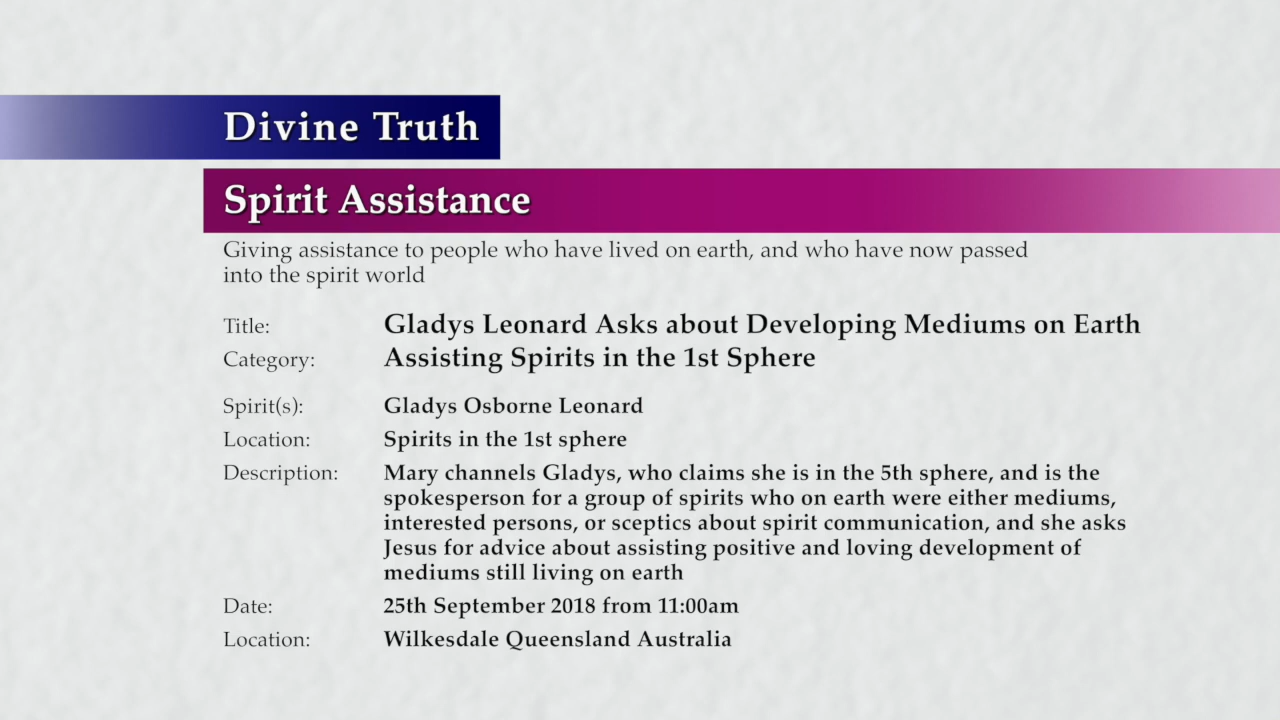 Divine Truth
Spirit Assistance
Giving assistance to people who have lived on earth, and who have now passed
into the spirit world
Title: Gladys Leonard Asks about Developing Mediums on Earth
Category: Assisting Spirits in the 1st Sphere
Spirit(s): Gladys Osborne Leonard
Location: Spirits in the 1st sphere
Description: Mary channels Gladys, who claims she is in the 5th sphere, and is the
spokesperson for a group of spirits who on earth were either mediums,
interested persons, or sceptics about spirit communication, and she asks
Jesus for advice about assisting positive and loving development of
mediums still living on earth
Date: 25th September 2018 from 11:00am
Location: Wilkesdale Queensland Australia